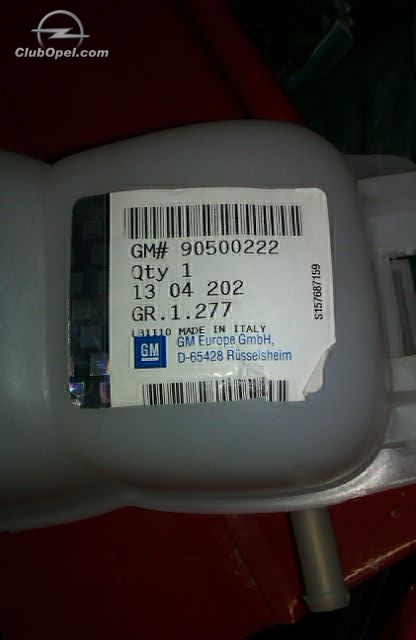 ClubOpel.com
GM# 90500222
Qty 1
13 04 202
GR.1.277
L31110 MADE IN ITALY
GM
GM Europe GmbH,
D-65428 Rüsselsheim
S157687159